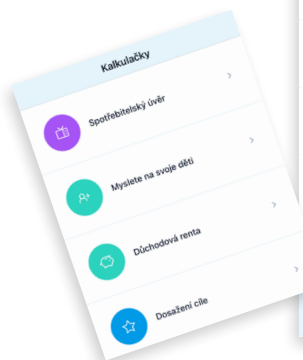 Kalkulačky
Spotřebitelský úvěr
Myslete na svoje děti
Důchodová renta
Dosažení cíle